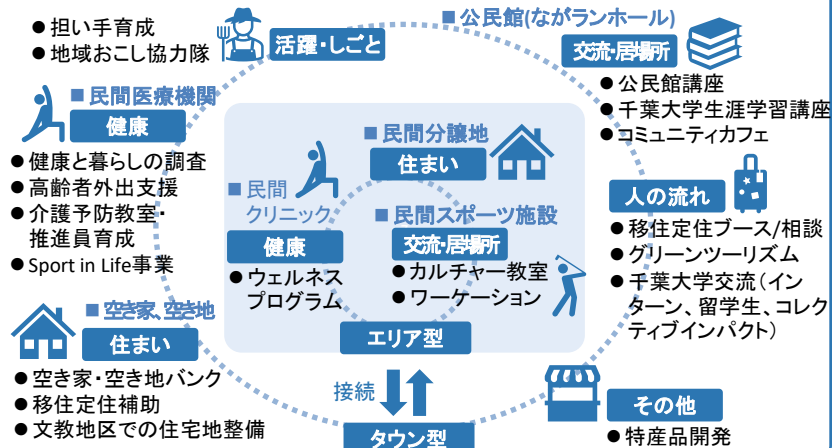 ●担い手育成
●地域おこし協力隊
活躍・しごと
■公民館(ながランホール)
交流・居場所
●公民館講座
●千葉大学生涯学習講座
●コミュニティカフェ
■民間医療機関
健康
●健康と暮らしの調査
●高齢者外出支援
●介護予防教室・
推進員育成
●Sport in Life事業
■民間分譲地
住まい
■民間
クリニック
健康
●ウェルネス
プログラム
■民間スポーツ施設
交流・居場所
●カルチャー教室
●ワーケーション
エリア型
人の流れ
●移住定住ブース/相談
●グリーンツーリズム
●千葉大学交流(イン
ターン、留学生、コレク
ティブインパクト)
■空き家、空き地
住まい
●空き家・空き地バンク
●移住定住補助
●文教地区での住宅地整備
接続
タウン型
その他
●特産品開発